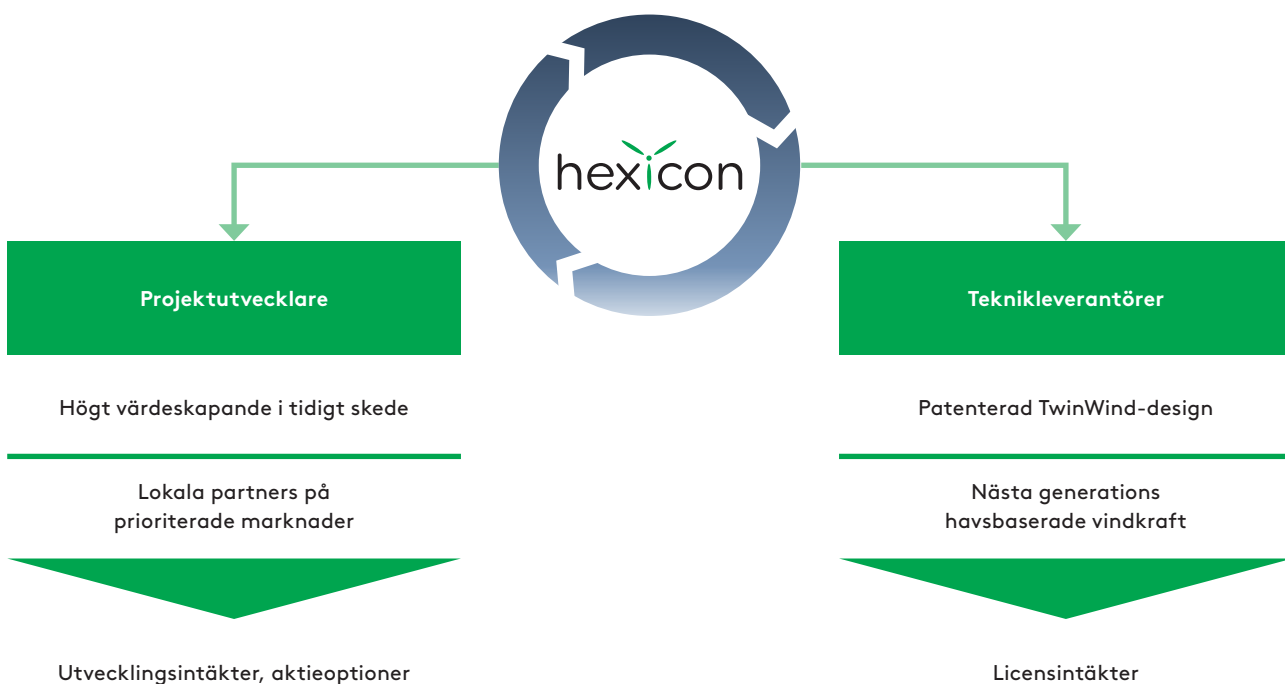 hexicon
Projektutvecklare
Högt värdeskapande i tidigt skede
Lokala partners på
prioriterade marknader
Utvecklingsintäkter, aktieoptioner
Teknikleverantörer
Patenterad TwinWind-design
Nästa generations
havsbaserade vindkraft
Licensintäkter